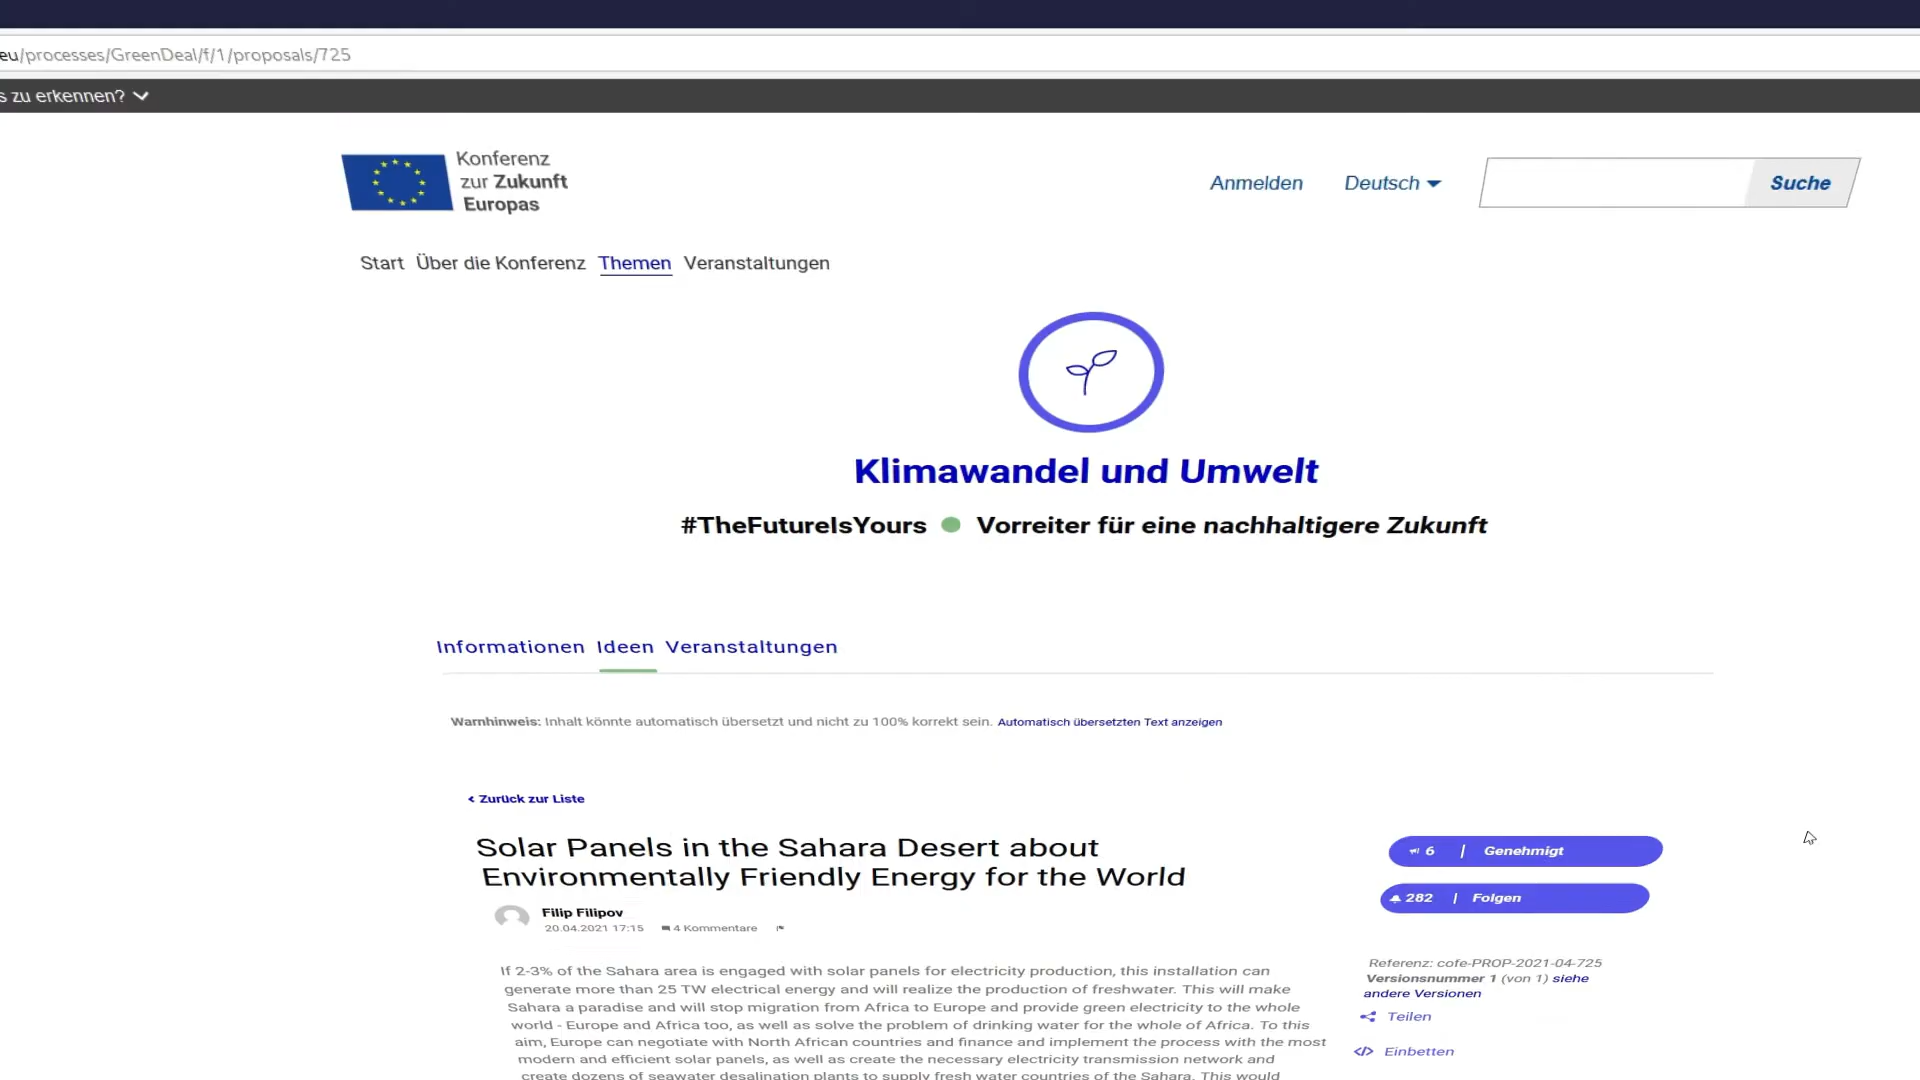 eu/processes/GreenDeal/f/1/proposals/725
s zu erkennen?
Konferenz
zur Zukunft
Europas
Anmelden Deutsch Suche
Start Über die Konferenz Themen Veranstaltungen
Klimawandel und Umwelt
#TheFutureIsYours Vorreiter für eine nachhaltigere Zukunft
Informationen Ideen Veranstaltungen
Warnhinweis: Inhalt könnte automatisch übersetzt und nicht zu 100% korrekt sein. Automatisch übersetzten Text anzeigen
< Zurück zur Liste
Solar Panels in the Sahara Desert about
Environmentally Friendly Energy for the World
Filip Filipov
20.04.2021 17:15 4 Kommentare
If 2-3% of the Sahara area is engaged with solar panels for electricity production, this installation can
generate more than 25 TW electrical energy and will realize the production of freshwater. This will make
Sahara a paradise and will stop migration from Africa to Europe and provide green electricity to the whole
world - Europe and Africa too, as well as solve the problem of drinking water for the whole of Africa. To this
aim, Europe can negotiate with North African countries and finance and implement the process with the most
modern and efficient solar panels, as well as create the necessary electricity transmission network and
create dozens of seawater desalination plants to supply fresh water countries of the Sahara. This would
6 | Genehmigt
282 | Folgen
Referenz: cofe-PROP-2021-04-725
Versionsnummer 1 (von 1) siehe
andere Versionen
Teilen
Einbetten